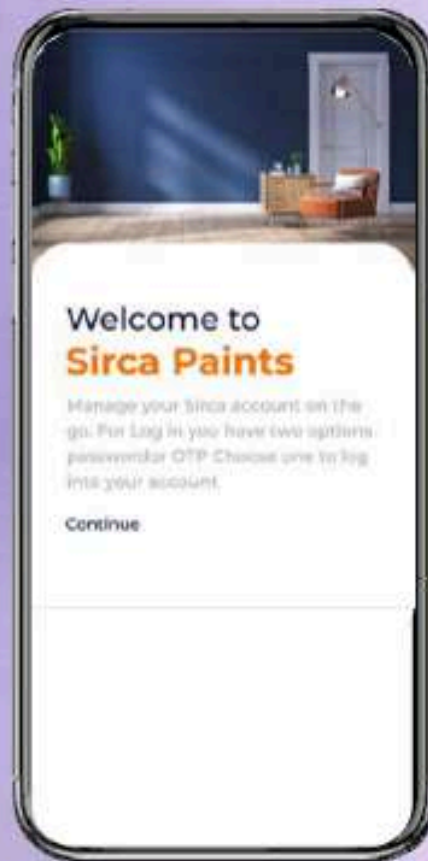 Welcome to
Sirca Paints
Manage your Sirca account on the
go. For Log in you have two options
passwordor OTP Choose one to log
into your account
Continue